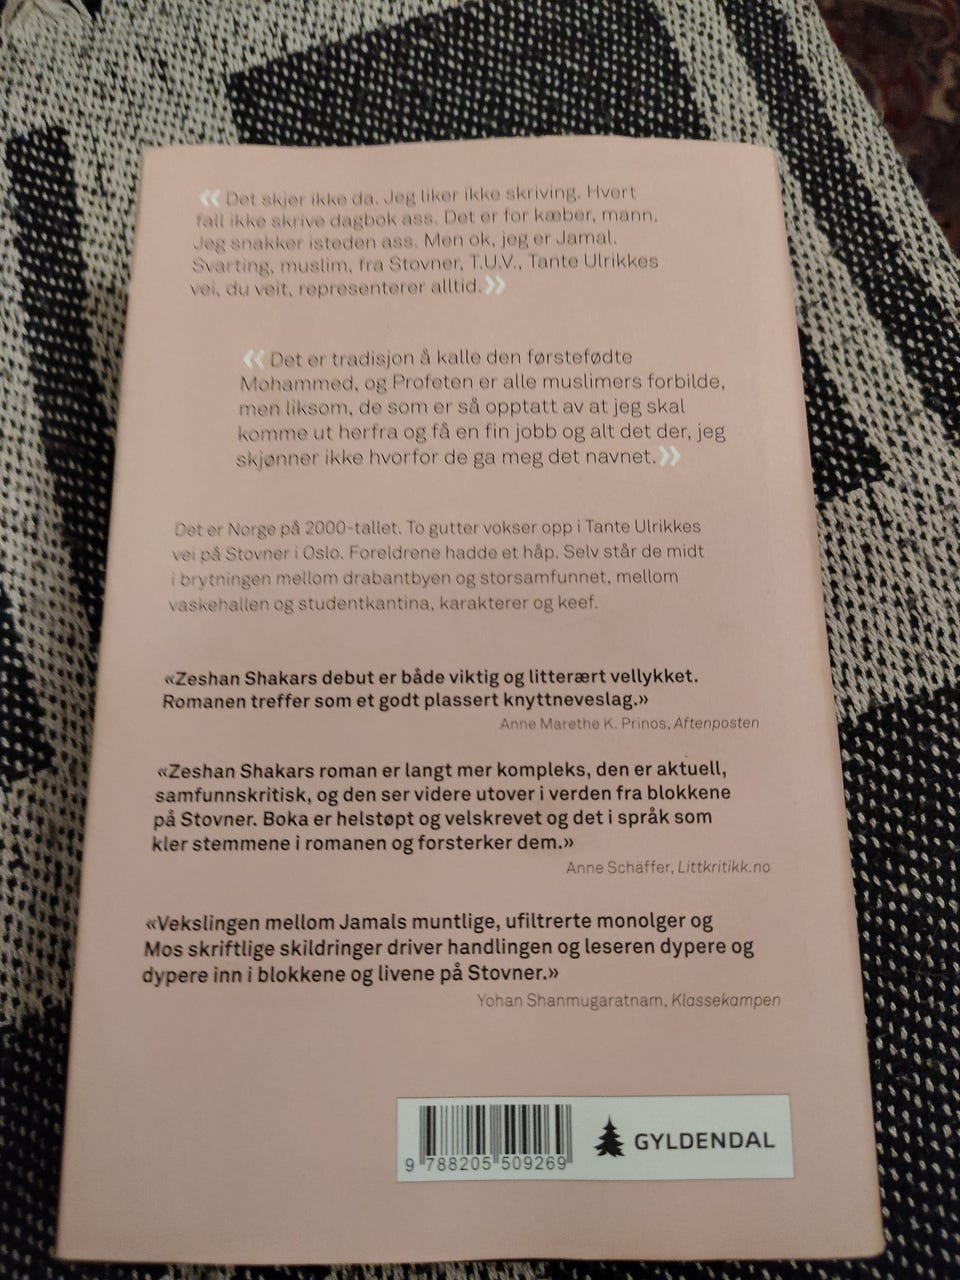 « Det skjer ikke da. Jeg liker ikke skriving. Hvert
fall ikke skrive dagbok ass. Det er for kæber, mann.
Jeg snakker isteden ass. Men ok, jeg er Jamal.
Svarting, muslim, fra Stovner, T.U.V., Tante Ulrikkes
vei, du veit, representerer alltid.»
« Det er tradisjon å kalle den førstefødte
Mohammed, og Profeten er alle muslimers forbilde,
men liksom, de som er så opptatt av at jeg skal
komme ut herfra og få en fin jobb og alt det der, jeg
skjønner ikke hvorfor de ga meg det navnet.»
Det er Norge på 2000-tallet. To gutter vokser opp i Tante Ulrikkes
vei på Stovner i Oslo. Foreldrene hadde et håp. Selv står de midt
i brytningen mellom drabantbyen og storsamfunnet, mellom
vaskehallen og studentkantina, karakterer og keef.
«Zeshan Shakars debut er både viktig og litterært vellykket.
Romanen treffer som et godt plassert knyttneveslag.»
Anne Marethe K. Prinos, Aftenposten
«Zeshan Shakars roman er langt mer kompleks, den er aktuell,
samfunnskritisk, og den ser videre utover i verden fra blokkene
på Stovner. Boka er helstøpt og velskrevet og det i språk som
kler stemmene i romanen og forsterker dem.»
Anne Schäffer, Littkritikk.no
«Vekslingen mellom Jamals muntlige, ufiltrerte monolger og
Mos skriftlige skildringer driver handlingen og leseren dypere og
dypere inn i blokkene og livene på Stovner.»
Yohan Shanmugaratnam, Klassekampen
9 788205 509269
GYLDENDAL